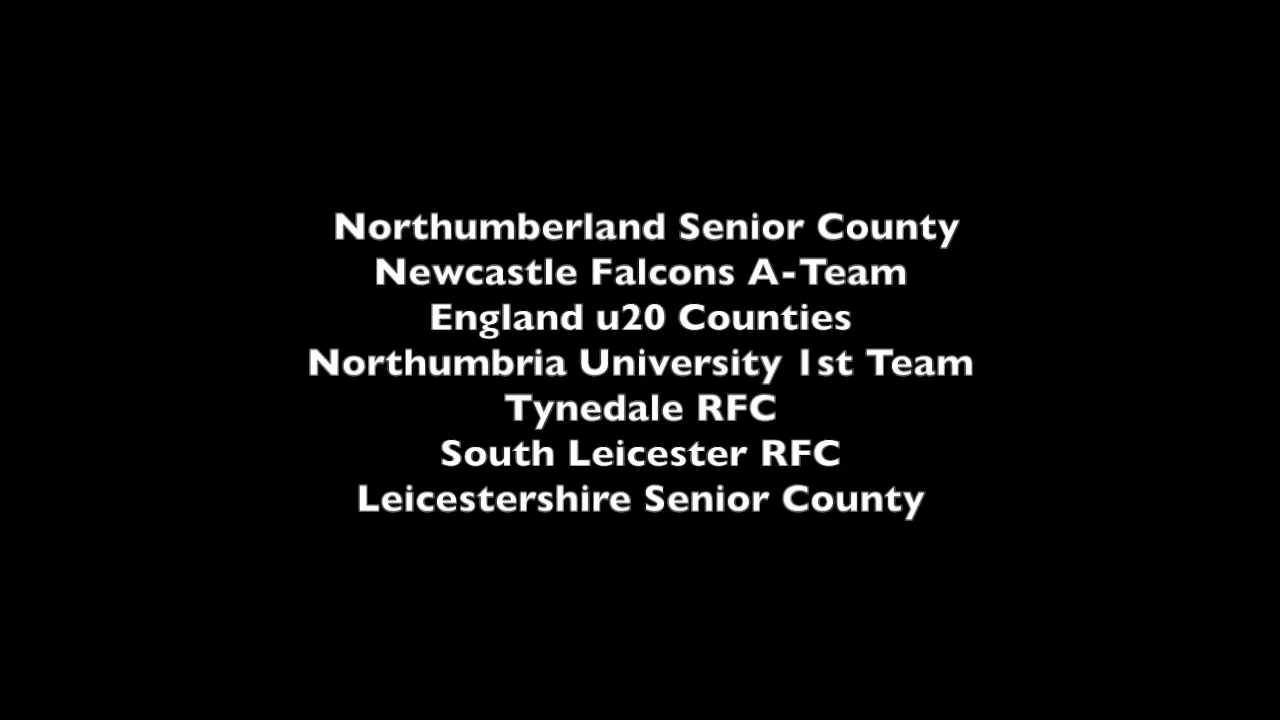 Northumberland Senior County
Newcastle Falcons A-Team
England u20 Counties
Northumbria University 1st Team
Tynedale RFC
South Leicester RFC
Leicestershire Senior County